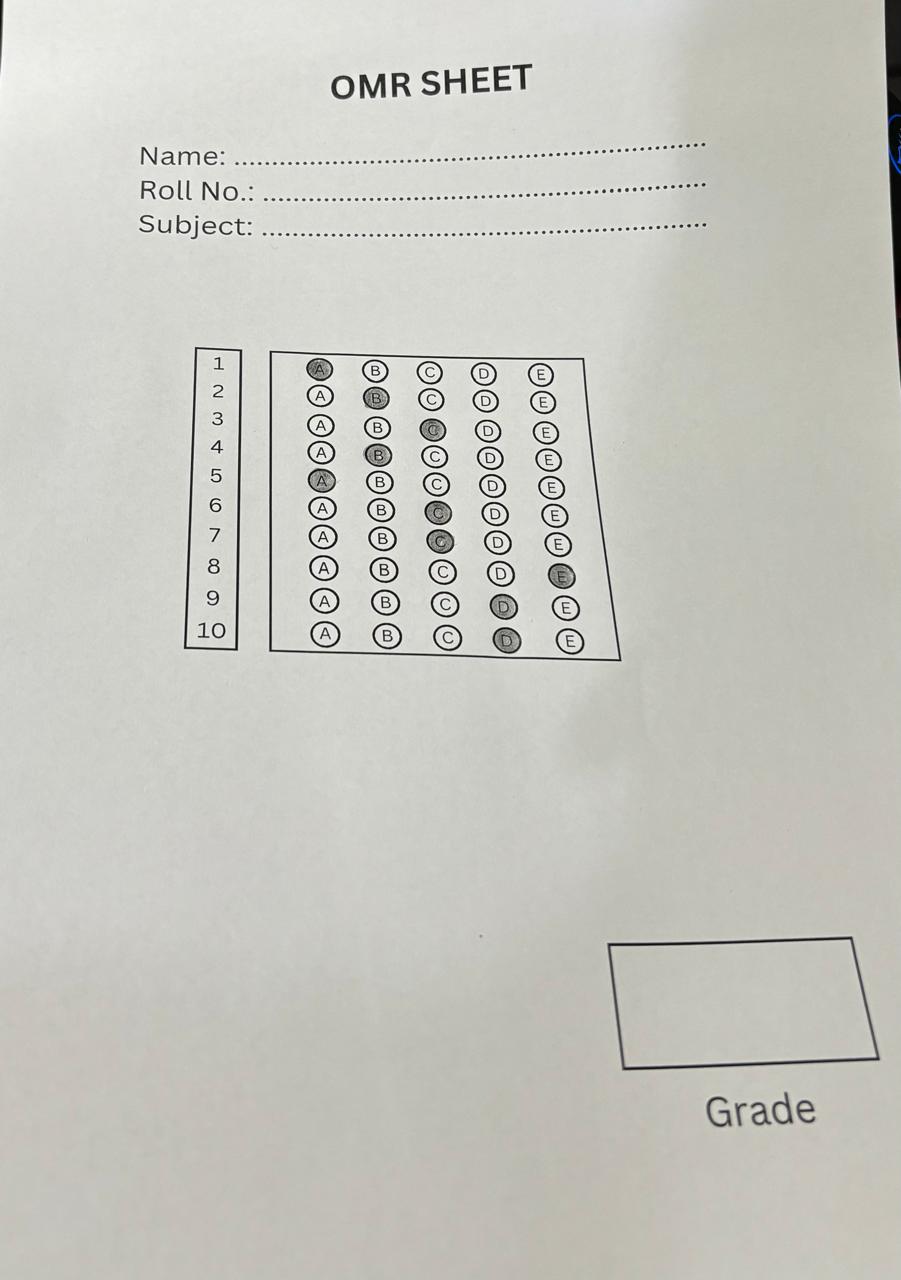 OMR SHEET
Name: ................................................................
Roll No.: ............................................................
Subject: ............................................................
1 A B C D E
2 A B C D E
3 A B C D E
4 A B C D E
5 A B C D E
6 A B C D E
7 A B C D E
8 A B C D E
9 A B C D E
10 A B C D E
Grade